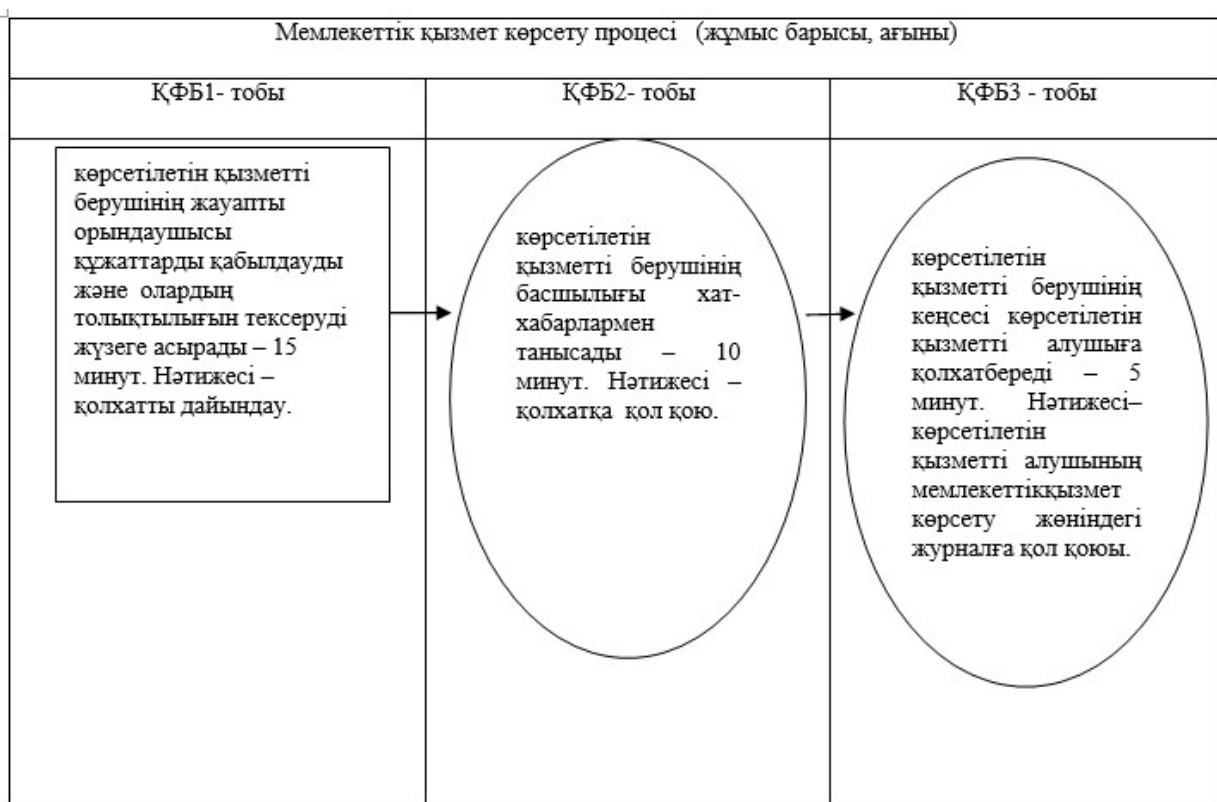 Мемлекеттік қызмет көрсету процесі (жұмыс барысы, ағыны)
ҚФБ1- тобы
ҚФБ2- тобы
ҚФБ3 - тобы
көрсетілетін қызметті
берушінің жауапты
орындаушысы
құжаттарды қабылдауды
және олардың
толықтылығын тексеруді
жүзеге асырады – 15
минут. Нәтижесі –
қолхатты дайындау.
көрсетілетін
қызметті берушінің
басшылығы хат-
хабарлармен
танысады – 10
минут. Нәтижесі –
қолхатқа қол қою.
көрсетілетін
қызметті берушінің
кеңсесі көрсетілетін
қызметті алушыға
қолхатбереді – 5
минут. Нәтижесі–
көрсетілетін
қызметті алушының
мемлекеттікқызмет
көрсету жөніндегі
журналға қол қоюы.